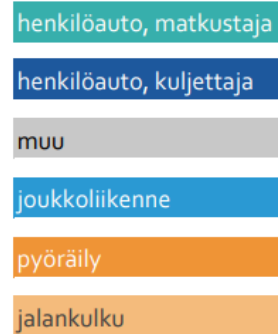 henkilöauto, matkustaja
henkilöauto, kuljettaja
muu
joukkoliikenne
pyöräily
jalankulku